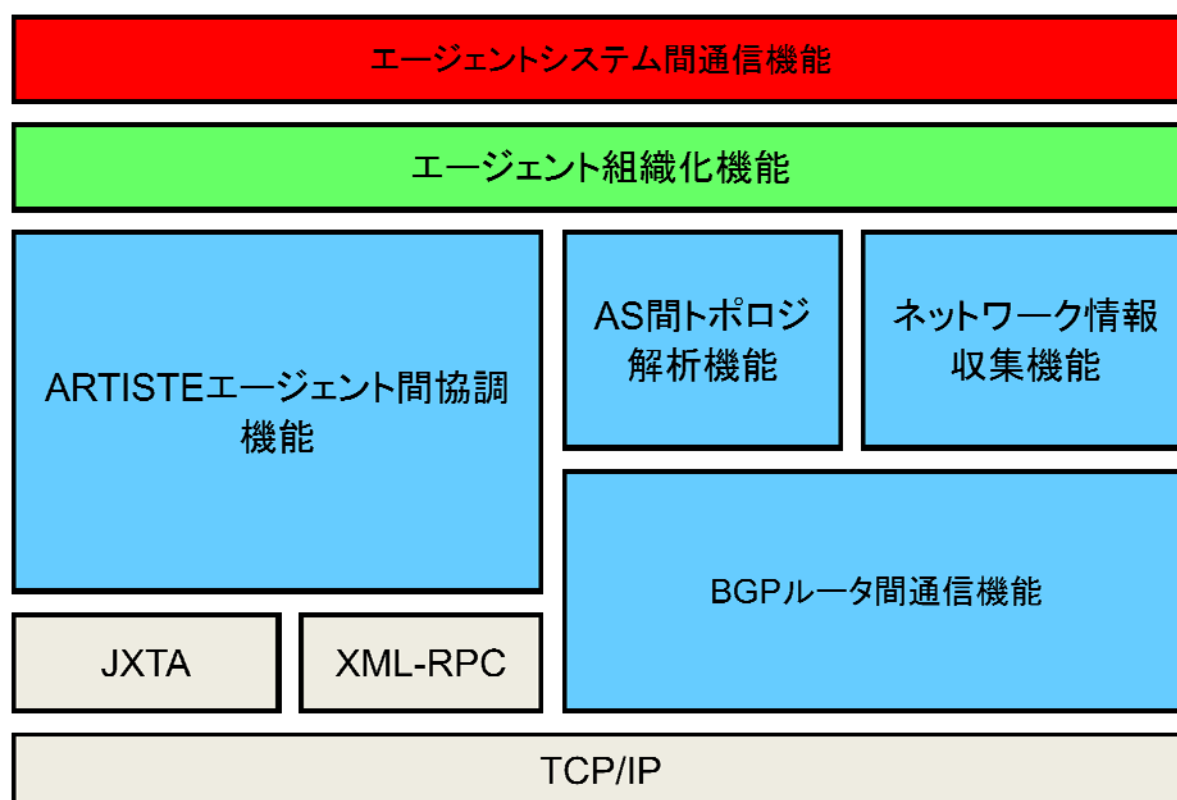 エージェントシステム間通信機能
エージェント組織化機能
ARTISTEエージェント間協調
機能
AS間トポロジ
解析機能
ネットワーク情報
収集機能
BGPルータ間通信機能
JXTA
XML-RPC
TCP/IP